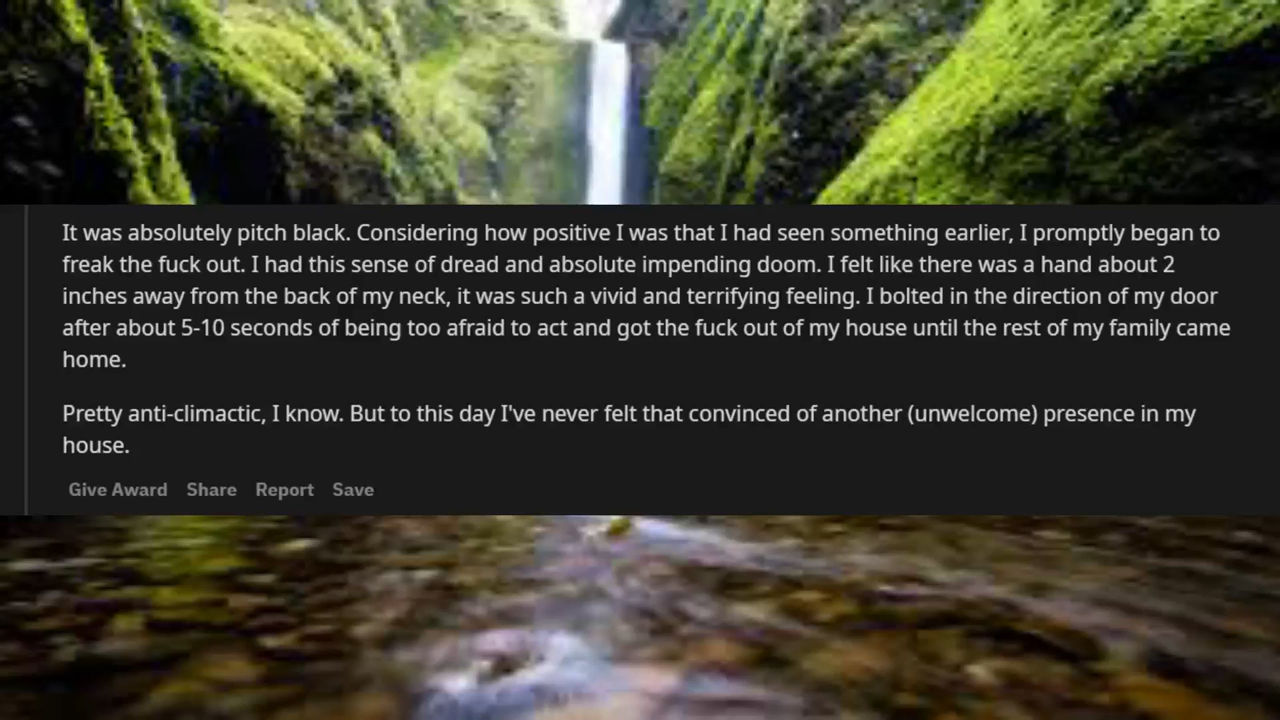 It was absolutely pitch black. Considering how positive I was that I had seen something earlier, I promptly began to
freak the fuck out. I had this sense of dread and absolute impending doom. I felt like there was a hand about 2
inches away from the back of my neck, it was such a vivid and terrifying feeling. I bolted in the direction of my door
after about 5-10 seconds of being too afraid to act and got the fuck out of my house until the rest of my family came
home.
Pretty anti-climactic, I know. But to this day I've never felt that convinced of another (unwelcome) presence in my
house.
Give Award Share Report Save